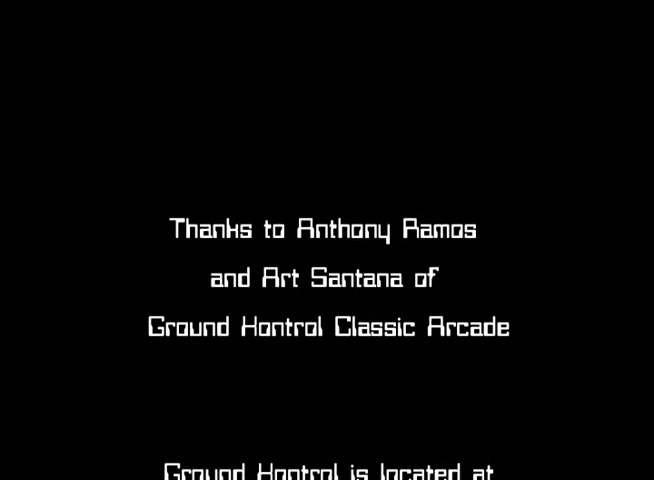 Thanks to Anthony Ramos
and Art Santana of
Ground Kontrol Classic Arcade
Ground Kontrol is located at